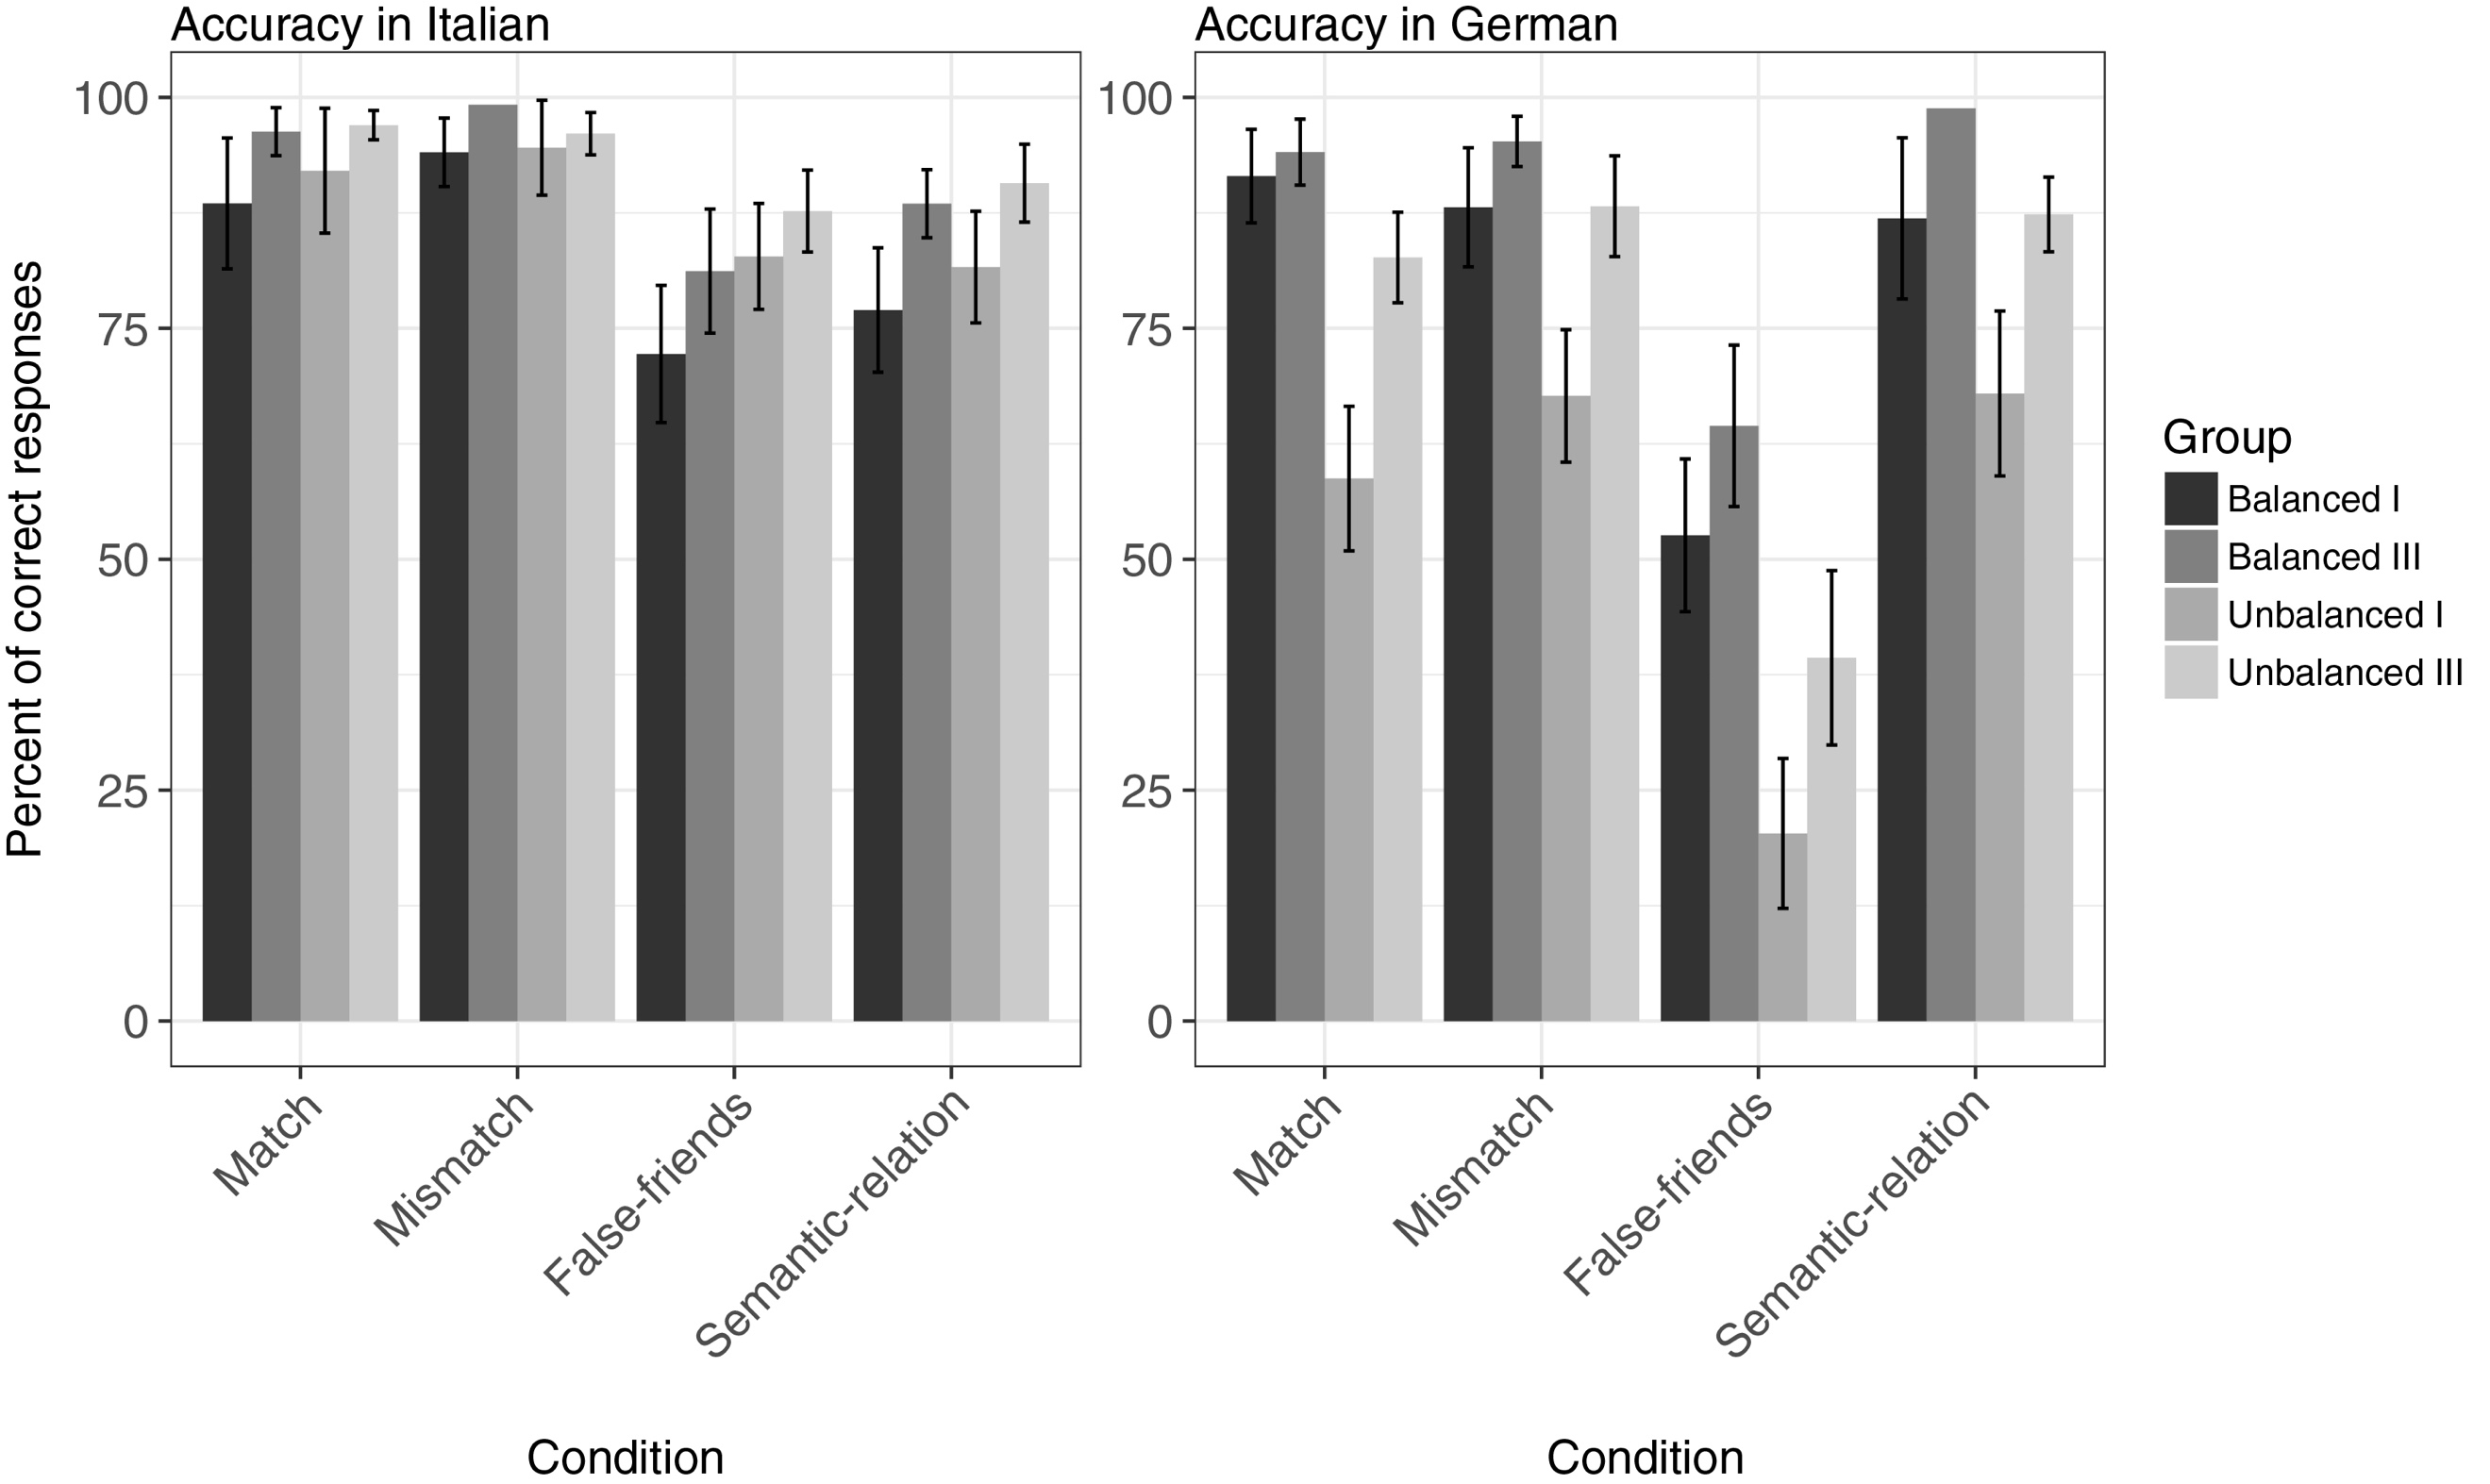 Accuracy in Italian
Percent of correct responses
100
75
50
25
0
Match
Mismatch
False-friends
Semantic-relation
Condition
Accuracy in German
100
75
50
25
0
Match
Mismatch
False-friends
Semantic-relation
Condition
Group
Balanced I
Balanced III
Unbalanced I
Unbalanced III